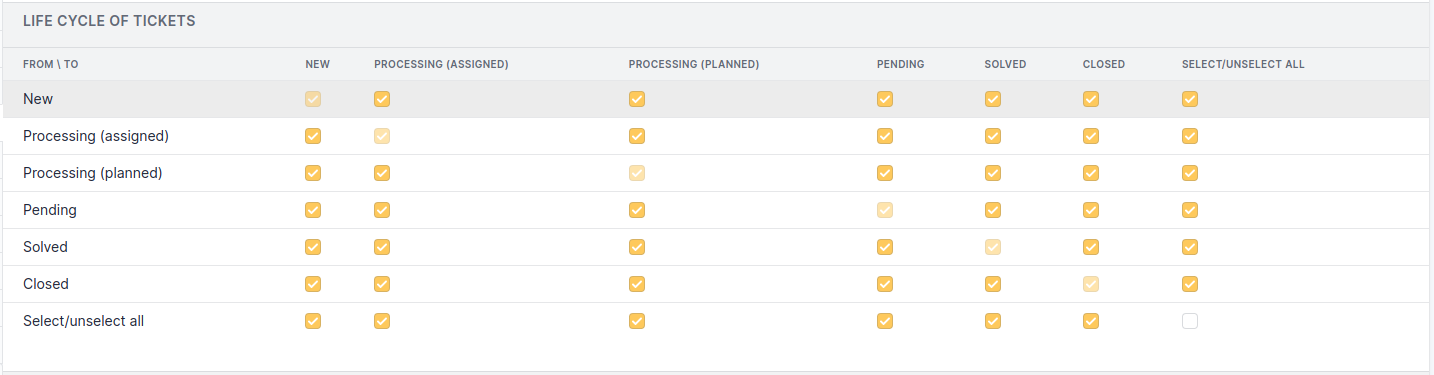 LIFE CYCLE OF TICKETS
FROM \ TO NEW PROCESSING (ASSIGNED) PROCESSING (PLANNED) PENDING SOLVED CLOSED SELECT/UNSELECT ALL
New
Processing (assigned)
Processing (planned)
Pending
Solved
Closed
Select/unselect all